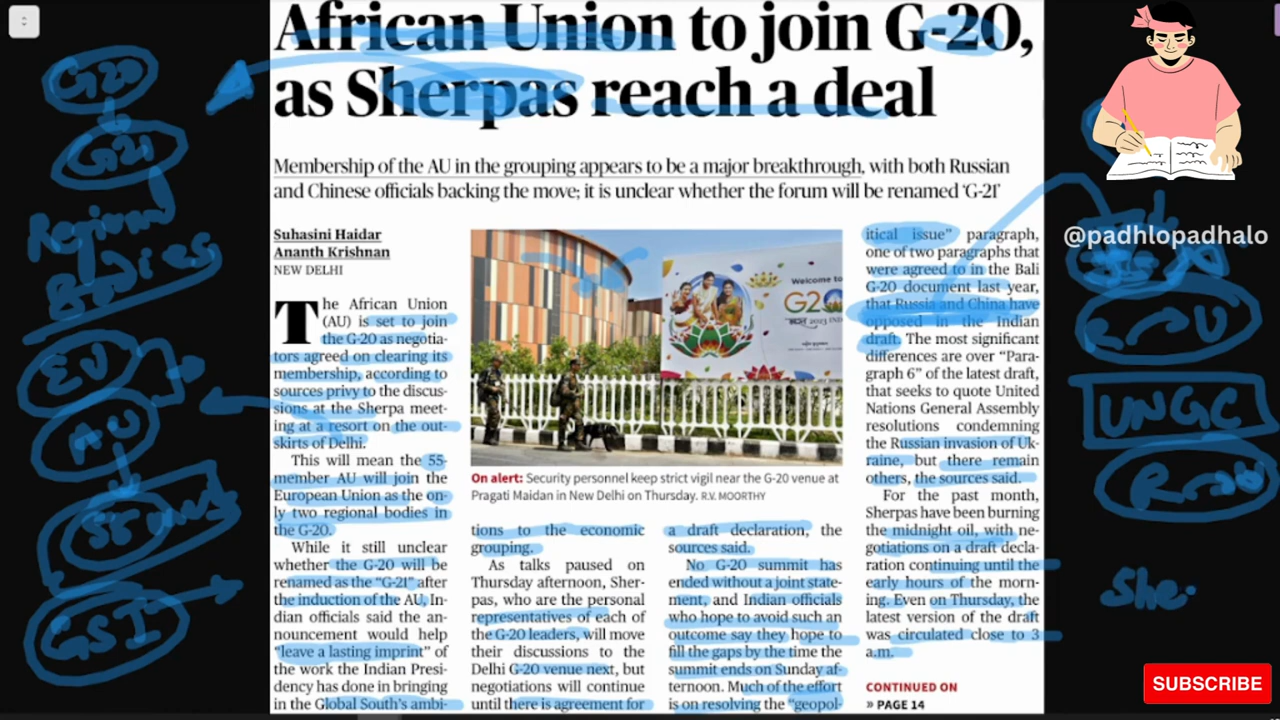 African Union to join G-20,
as Sherpas reach a deal
Membership of the AU in the grouping appears to be a major breakthrough, with both Russian
and Chinese officials backing the move; it is unclear whether the forum will be renamed ‘G-21’
Suhasini Haidar
Ananth Krishnan
NEW DELHI
The African Union
(AU) is set to join
the G-20 as negotia-
tors agreed on clearing its
membership, according to
sources privy to the discus-
sions at the Sherpa meet-
ing at a resort on the out-
skirts of Delhi.
This will mean the 55-
member AU will join the
European Union as the on-
ly two regional bodies in
the G-20.
While it still unclear
whether the G-20 will be
renamed as the “G-21” after
the induction of the AU, In-
dian officials said the an-
nouncement would help
“leave a lasting imprint” of
the work the Indian Presi-
dency has done in bringing
in the Global South's ambi-
Welcome to
G20
2023 INDIA
On alert: Security personnel keep strict vigil near the G-20 venue at
Pragati Maidan in New Delhi on Thursday. R.V. MOORTHY
tions to the economic
grouping.
As talks paused on
Thursday afternoon, Sher-
pas, who are the personal
representatives of each of
the G-20 leaders, will move
their discussions to the
Delhi G-20 venue next, but
negotiations will continue
until there is agreement for
a draft declaration, the
sources said.
No G-20 summit has
ended without a joint state-
ment, and Indian officials
who hope to avoid such an
outcome say they hope to
fill the gaps by the time the
summit ends on Sunday af-
ternoon. Much of the effort
is on resolving the “geopol-
itical issue” paragraph,
one of two paragraphs that
were agreed to in the Bali
G-20 document last year,
that Russia and China have
opposed in the Indian
draft. The most significant
differences are over “Para-
graph 6” of the latest draft,
that seeks to quote United
Nations General Assembly
resolutions condemning
the Russian invasion of Uk-
raine, but there remain
others, the sources said.
For the past month,
Sherpas have been burning
the midnight oil, with ne-
gotiations on a draft decla-
ration continuing until the
early hours of the morn-
ing. Even on Thursday, the
latest version of the draft
was circulated close to 3
a.m.
CONTINUED ON
» PAGE 14
G20
G21
Regional
Bodies
EU
AU
GSI
@padhlopadhalo
UNGC
She
SUBSCRIBE